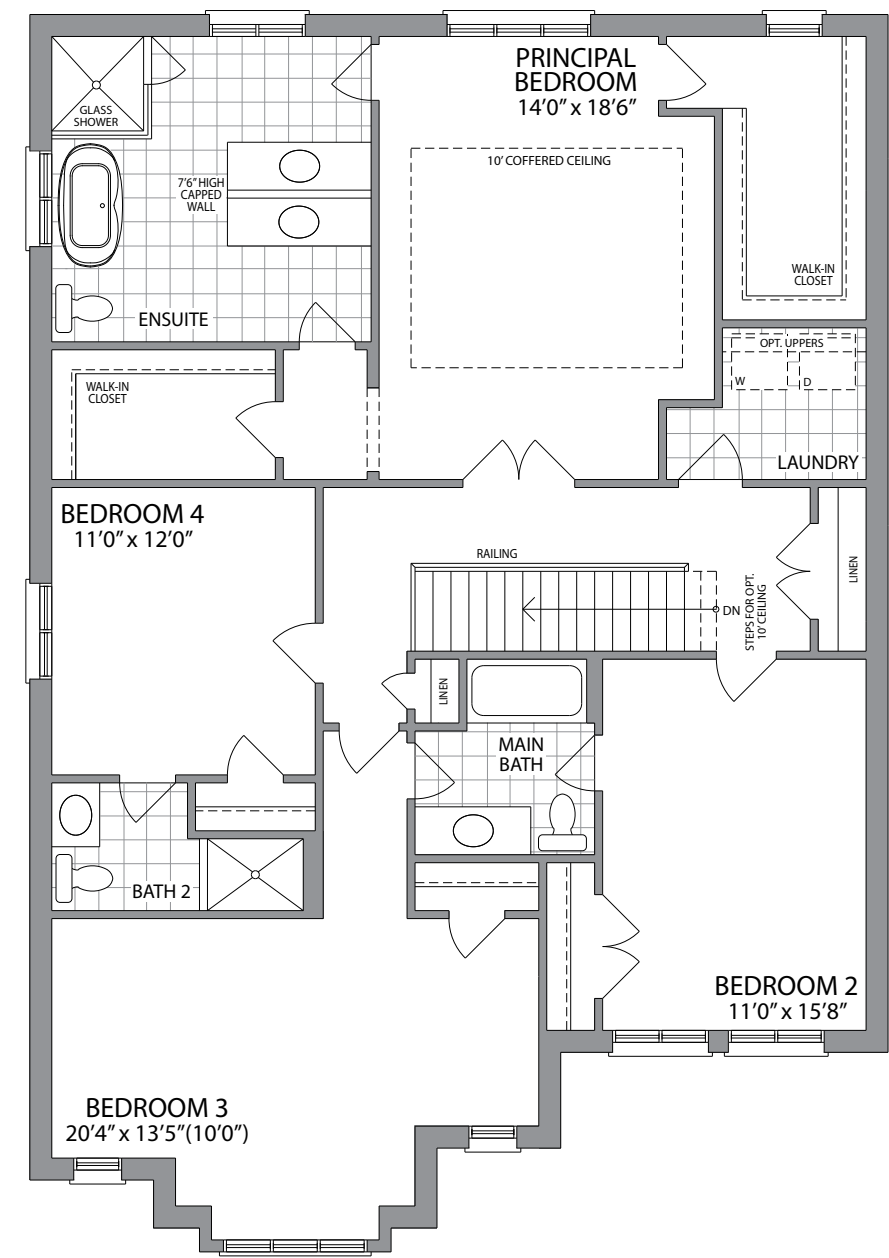 PRINCIPAL
BEDROOM
14'0” x 18'6”
GLASS
SHOWER
10' COFFERED CEILING
7'6” HIGH
CAPPED
WALL
WALK-IN
CLOSET
ENSUITE
OPT. UPPERS
W
D
WALK-IN
CLOSET
LAUNDRY
BEDROOM 4
11'0” x 12'0”
RAILING
LINEN
DN
STEPS FOR OPT.
10' CEILING
LINEN
MAIN
BATH
BATH 2
BEDROOM 2
11'0” x 15'8”
BEDROOM 3
20'4” x 13'5”(10'0”)